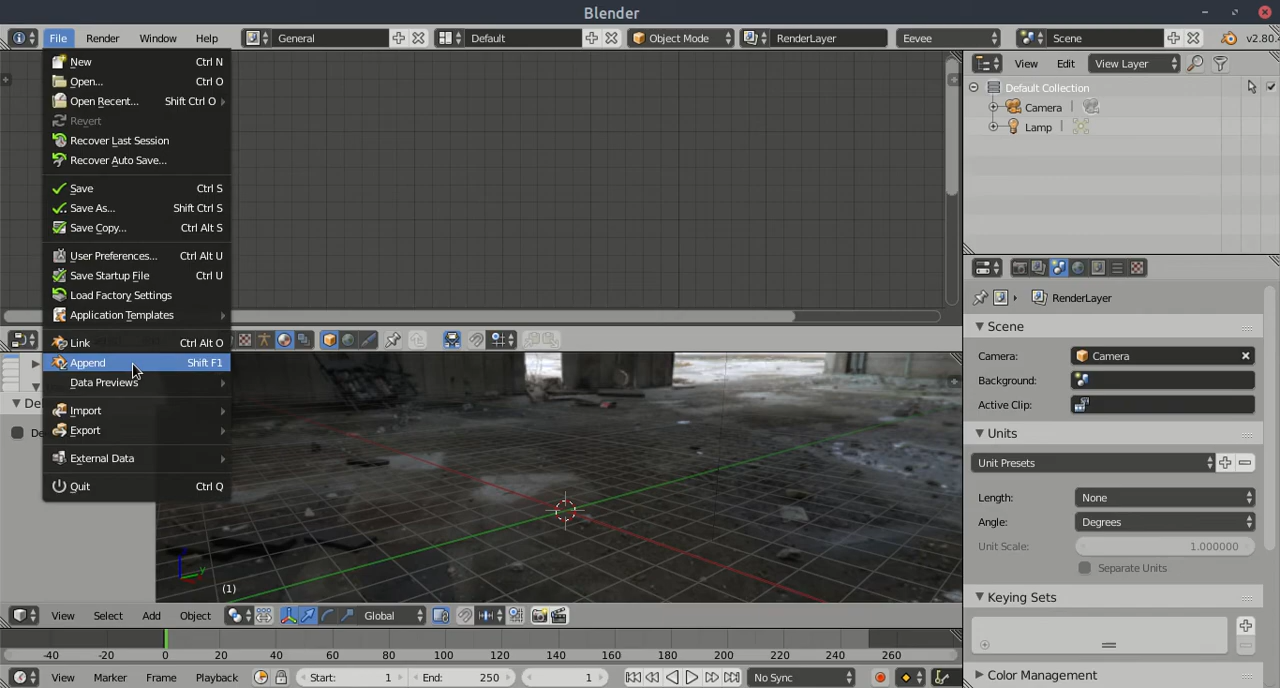 Blender
File Render Window Help General Default Object Mode RenderLayer Eevee Scene v2.80.
New Ctrl N
Open... Ctrl O
Open Recent... Shift Ctrl O
Revert
Recover Last Session
Recover Auto Save...
Save Ctrl S
Save As... Shift Ctrl S
Save Copy... Ctrl Alt S
User Preferences... Ctrl Alt U
Save Startup File Ctrl U
Load Factory Settings
Application Templates
Link Ctrl Alt O
Append Shift F1
Data Previews
Import
Export
External Data
Quit Ctrl Q
De
De
(1)
View Select Add Object Global
-40 -20 0 20 40 60 80 100 120 140 160 180 200 220 240 260
View Marker Frame Playback Start: 1 End: 250 1 No Sync
View Edit View Layer
Default Collection
Camera
Lamp
RenderLayer
Scene
Camera: Camera
Background:
Active Clip:
Units
Unit Presets
Length: None
Angle: Degrees
Unit Scale: 1.000000
Separate Units
Keying Sets
Color Management